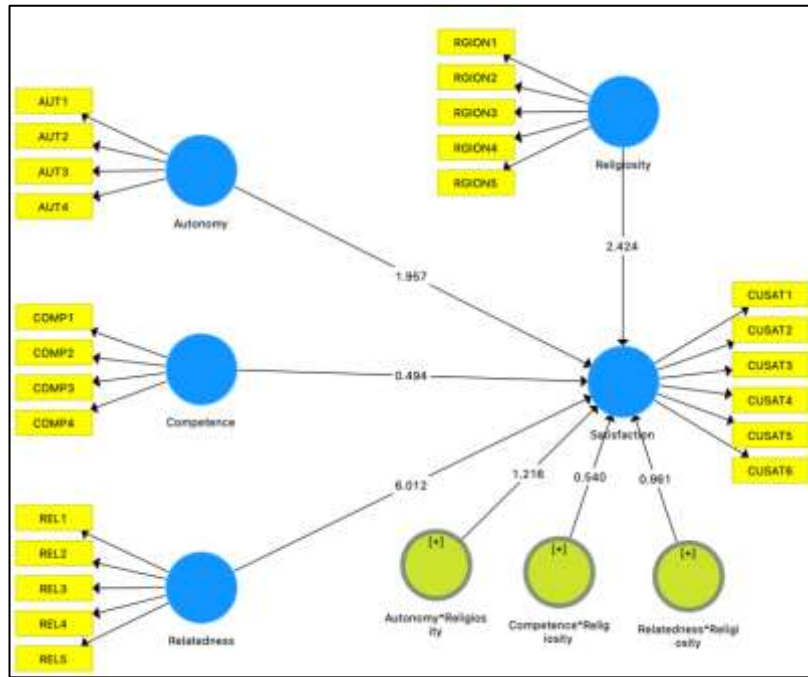 RGION1
RGION2
RGION3
RGION4
RGION5
Religiosity
AUT1
AUT2
AUT3
AUT4
Autonomy
2.424
1.957
CUSAT1
CUSAT2
CUSAT3
CUSAT4
CUSAT5
CUSAT6
COMP1
COMP2
COMP3
COMP4
Competence
0.494
Satisfaction
6.012
1.216
0.540
0.961
REL1
REL2
REL3
REL4
REL5
Relatedness
[+]
[+]
[+]
Autonomy*Religios
ity
Competence*Relig
iosity
Relatedness*Religi
osity